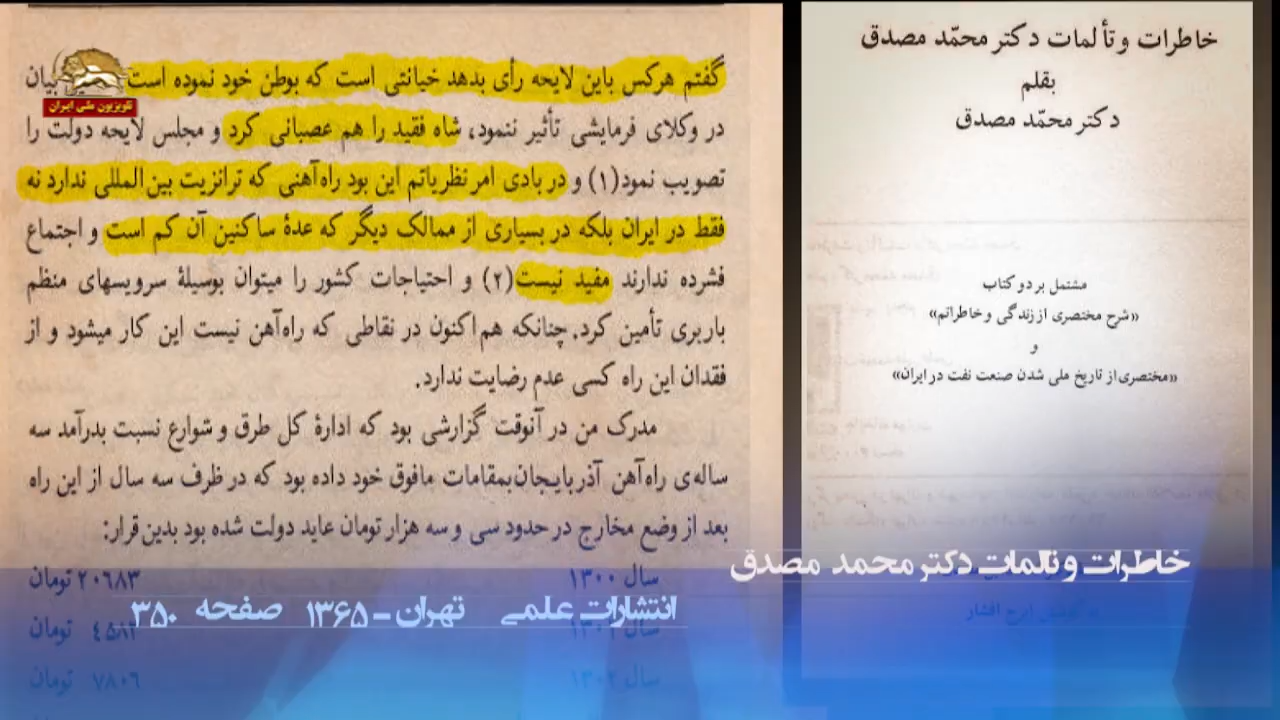 خاطرات و تألمات دکتر محمّد مصدق
بقلم
دکتر محمّد مصدق
مشتمل بر دو کتاب
«شرح مختصری از زندگی و خاطراتم»
و
«مختصری از تاریخ ملی شدن صنعت نفت در ایران»
گفتم هرکس باین لایحه رأی بدهد خیانتی است که بوطن خود نموده است بیان
در وکلای فرمایشی تأثیر ننمود، شاه فقید را هم عصبانی کرد و مجلس لایحه دولت را
تصویب نمود(۱) و در بادی امر نظریاتم این بود راه‌آهنی که ترانزیت بین‌المللی ندارد نه
فقط در ایران بلکه در بسیاری از ممالک دیگر که عدهٔ ساکنین آن کم است و اجتماع
فشرده ندارند مفید نیست(۲) و احتیاجات کشور را میتوان بوسیلهٔ سرویسهای منظم
باربری تأمین کرد. چنانکه هم‌اکنون در نقاطی که راه‌آهن نیست این کار میشود و از
فقدان این راه کسی عدم رضایت ندارد.
مدرک من در آنوقت گزارشی بود که ادارهٔ کل طرق و شوارع نسبت بدرآمد سه
ساله‌ی راه‌آهن آذربایجان بمقامات مافوق خود داده بود که در ظرف سه سال از این راه
بعد از وضع مخارج در حدود سی و سه هزار تومان عاید دولت شده بود بدین قرار:
سال ۱۳۰۰ ۲۰۶۸۳ تومان
سال ۱۳۰۱ ۴۵۸۲ تومان
سال ۱۳۰۲ ۷۸۰۶ تومان
تلویزیون ملی ایران
خاطرات و تالمات دکتر محمد مصدق
انتشارات علمی تهران – ۱۳۶۵ صفحه ۳۵۰
ایرج افشار